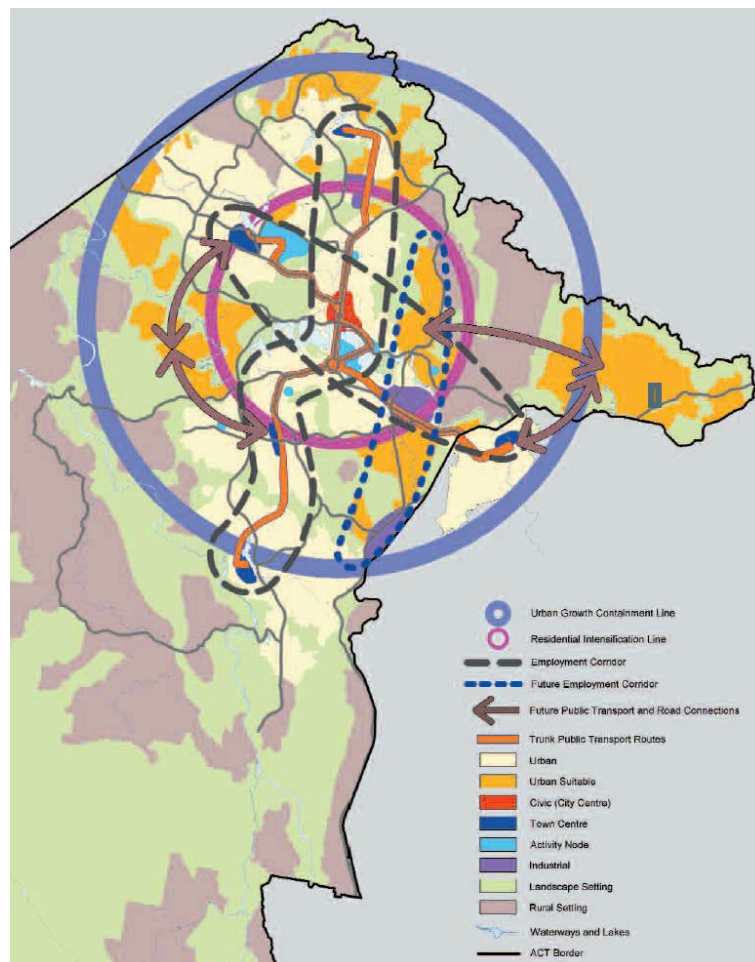 Urban Growth Containment Line
Residential Intensification Line
Employment Corridor
Future Employment Corridor
Future Public Transport and Road Connections
Trunk Public Transport Routes
Urban
Urban Suitable
Civic (City Centre)
Town Centre
Activity Node
Industrial
Landscape Setting
Rural Setting
Waterways and Lakes
ACT Border